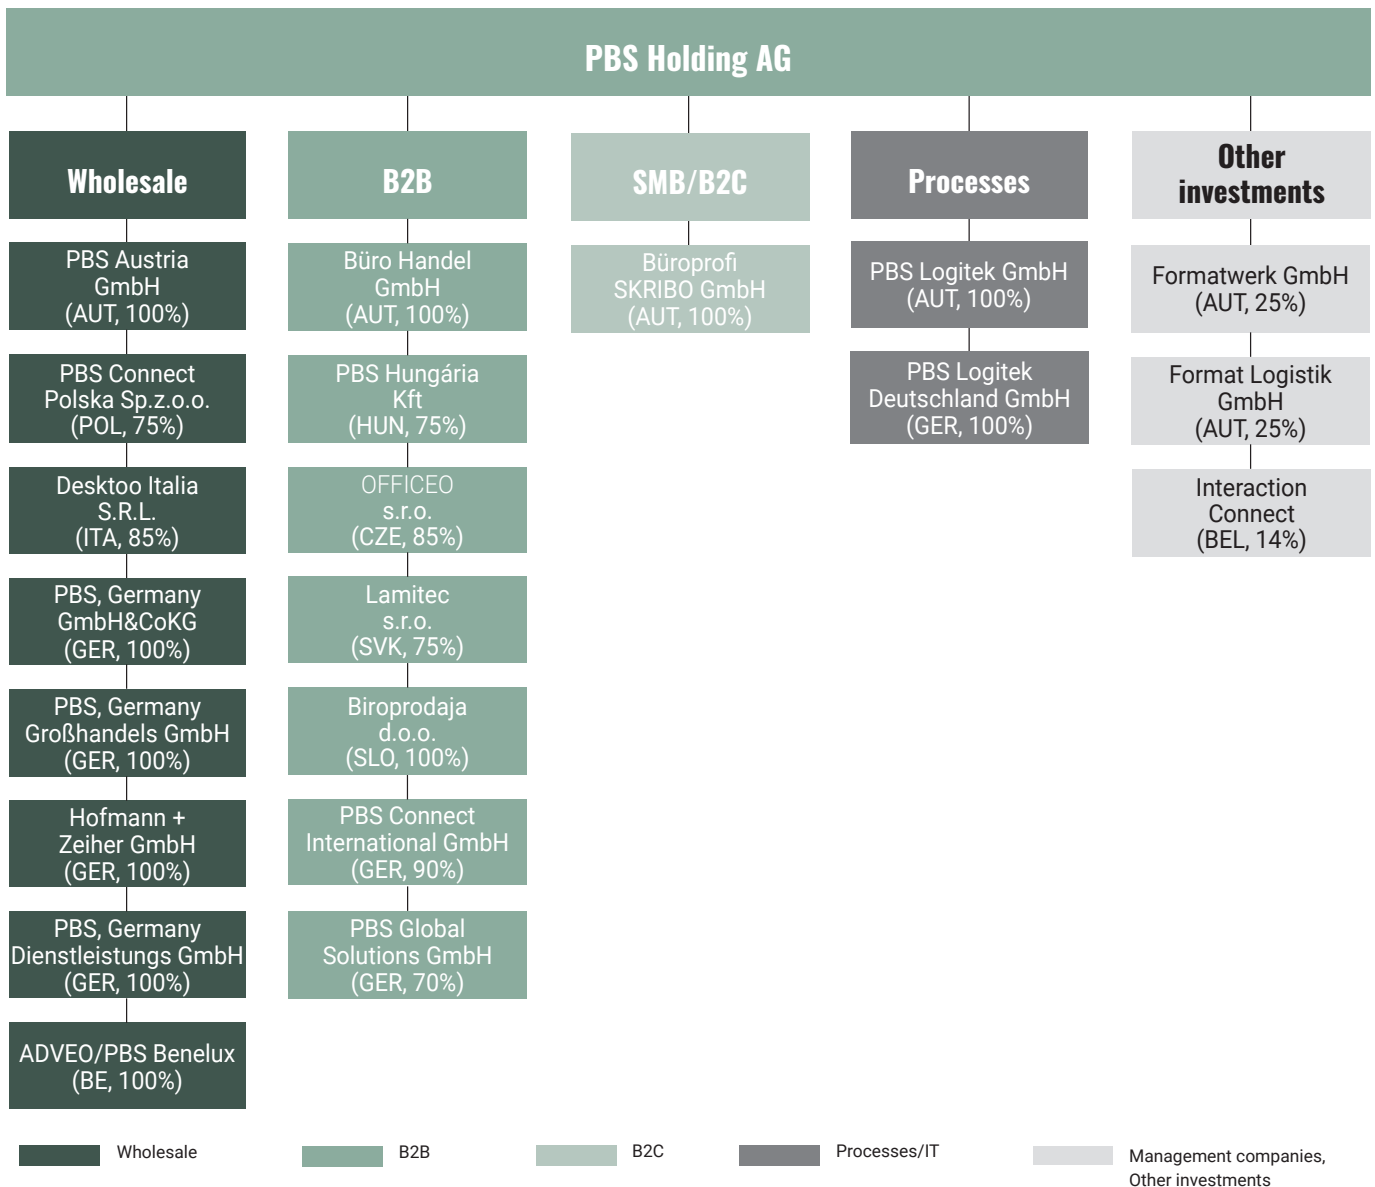 PBS Holding AG
Wholesale
PBS Austria
GmbH
(AUT, 100%)
PBS Connect
Polska Sp.z.o.o.
(POL, 75%)
Desktoo Italia
S.R.L.
(ITA, 85%)
PBS, Germany
GmbH&CoKG
(GER, 100%)
PBS, Germany
Großhandels GmbH
(GER, 100%)
Hofmann +
Zeiher GmbH
(GER, 100%)
PBS, Germany
Dienstleistungs GmbH
(GER, 100%)
ADVEO/PBS Benelux
(BE, 100%)
B2B
Büro Handel
GmbH
(AUT, 100%)
PBS Hungária
Kft
(HUN, 75%)
OFFICEO
s.r.o.
(CZE, 85%)
Lamitec
s.r.o.
(SVK, 75%)
Biroprodaja
d.o.o.
(SLO, 100%)
PBS Connect
International GmbH
(GER, 90%)
PBS Global
Solutions GmbH
(GER, 70%)
SMB/B2C
Büroprofi
SKRIBO GmbH
(AUT, 100%)
Processes
PBS Logitek GmbH
(AUT, 100%)
PBS Logitek
Deutschland GmbH
(GER, 100%)
Other
investments
Formatwerk GmbH
(AUT, 25%)
Format Logistik
GmbH
(AUT, 25%)
Interaction
Connect
(BEL, 14%)
Wholesale
B2B
B2C
Processes/IT
Management companies,
Other investments